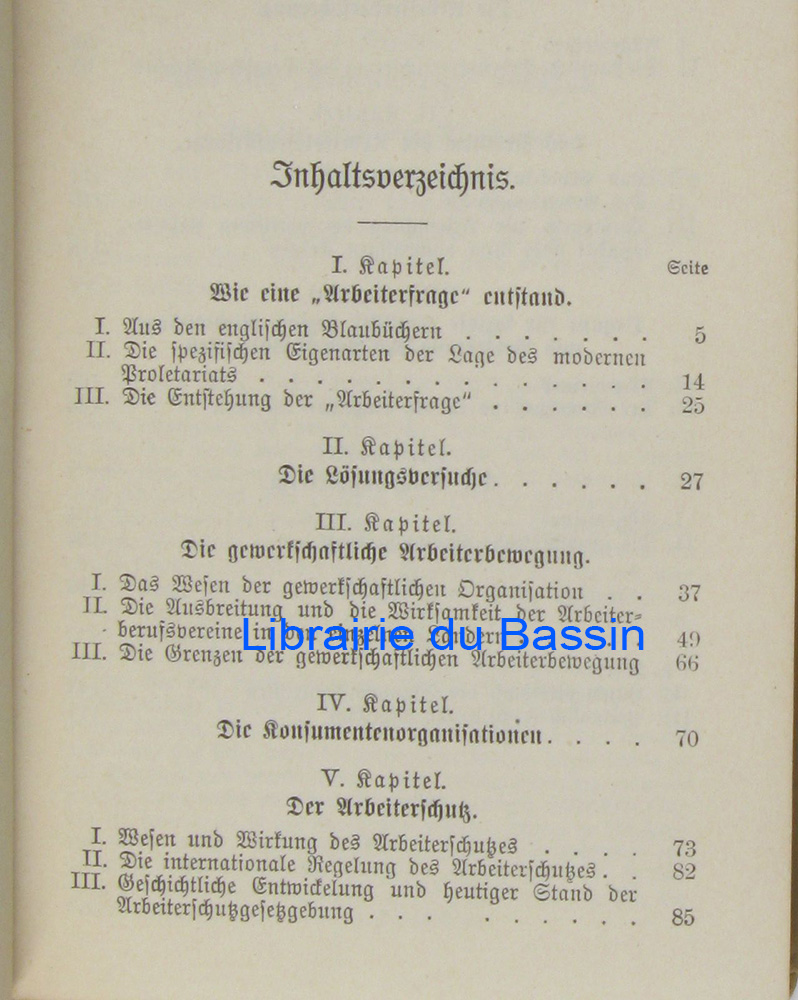 Inhaltsverzeichnis.
I. Kapitel. Seite
Wie eine „Arbeiterfrage“ entstand.
I. Aus den englischen Blaubüchern . . . . . . . 5
II. Die spezifischen Eigenarten der Lage des modernen
Proletariats . . . . . . . . . . . . . 14
III. Die Entstehung der „Arbeiterfrage“ . . . . . . 25
II. Kapitel.
Die Lösungsversuche . . . . . . 27
III. Kapitel.
Die gewerkschaftliche Arbeiterbewegung.
I. Das Wesen der gewerkschaftlichen Organisation . . 37
II. Die Ausbreitung und die Wirksamkeit der Arbeiter-
berufsvereine in den einzelnen Ländern . . . . 49
Librairie du Bassin
III. Die Grenzen der gewerkschaftlichen Arbeiterbewegung 66
IV. Kapitel.
Die Konsumentenorganisationen . . . . 70
V. Kapitel.
Der Arbeiterschutz.
I. Wesen und Wirkung des Arbeiterschutzes . . . . 73
II. Die internationale Regelung des Arbeiterschutzes . . 82
III. Geschichtliche Entwickelung und heutiger Stand der
Arbeiterschutzgesetzgebung . . . . . . . . . 85